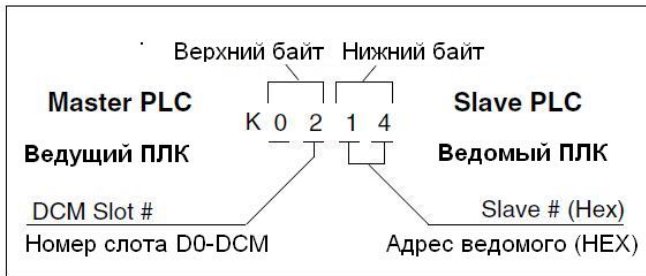 Верхний байт Нижний байт
Master PLC K 0 2 1 4 Slave PLC
Ведущий ПЛК Ведомый ПЛК
DCM Slot # Slave # (Hex)
Номер слота D0-DCM Адрес ведомого (HEX)